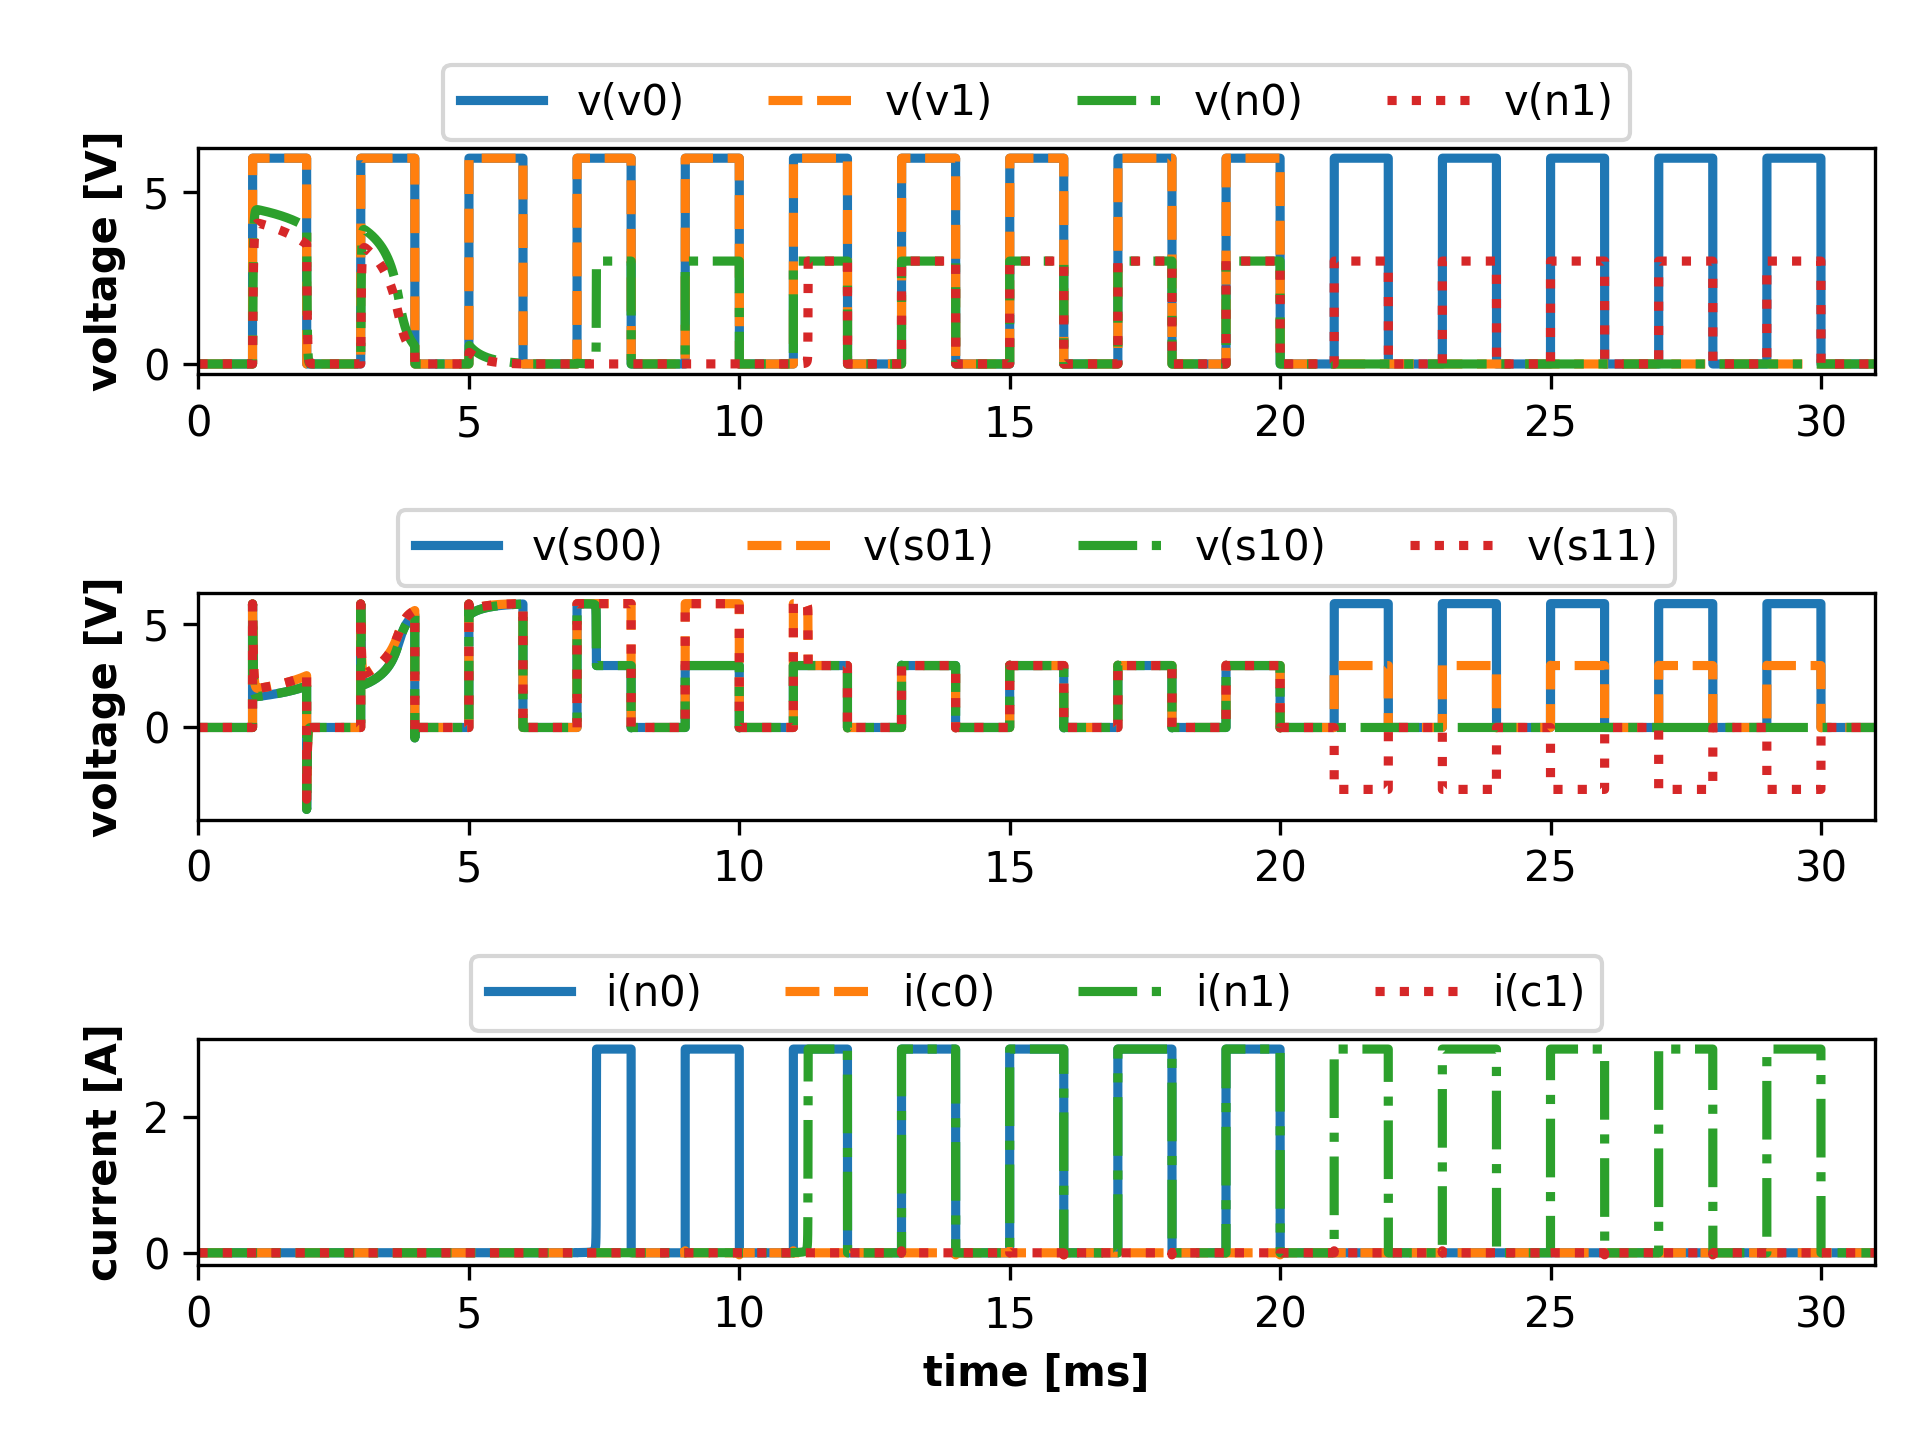 v(v0) v(v1) v(n0) v(n1)
voltage [V]
5
0
0 5 10 15 20 25 30
v(s00) v(s01) v(s10) v(s11)
voltage [V]
5
0
0 5 10 15 20 25 30
i(n0) i(c0) i(n1) i(c1)
current [A]
2
0
0 5 10 15 20 25 30
time [ms]